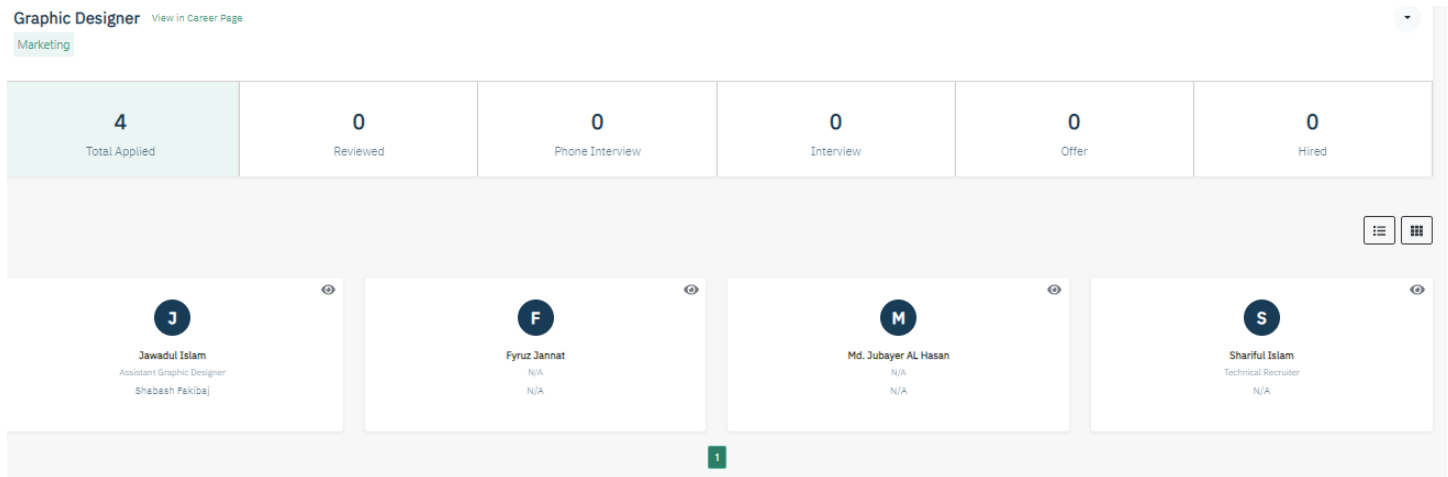 Graphic Designer View in Career Page
Marketing
4 0 0 0 0 0
Total Applied Reviewed Phone Interview Interview Offer Hired
J F M S
Jawadul Islam Fyruz Jannat Md. Jubayer AL Hasan Shariful Islam
Assistant Graphic Designer N/A N/A Technical Recruiter
Shabash Fakibaj N/A N/A N/A
1